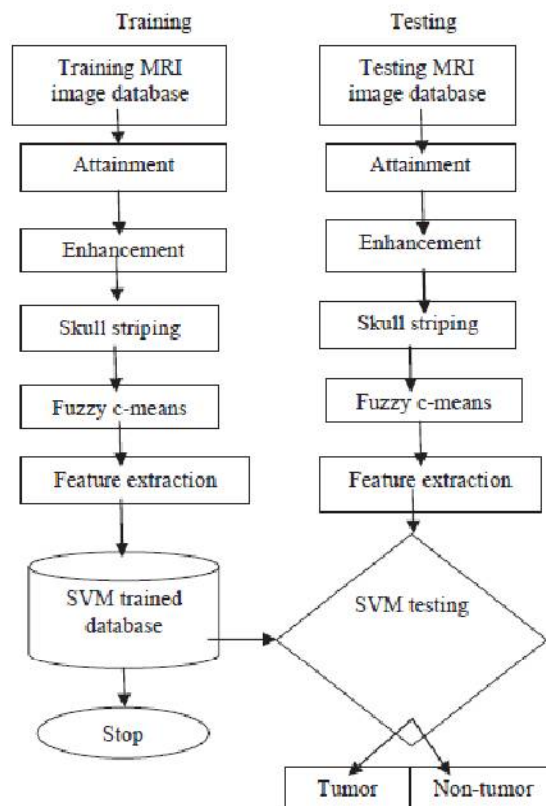 Training
Training MRI
image database
Attainment
Enhancement
Skull striping
Fuzzy c-means
Feature extraction
SVM trained
database
Stop
Testing
Testing MRI
image database
Attainment
Enhancement
Skull striping
Fuzzy c-means
Feature extraction
SVM testing
Tumor
Non-tumor